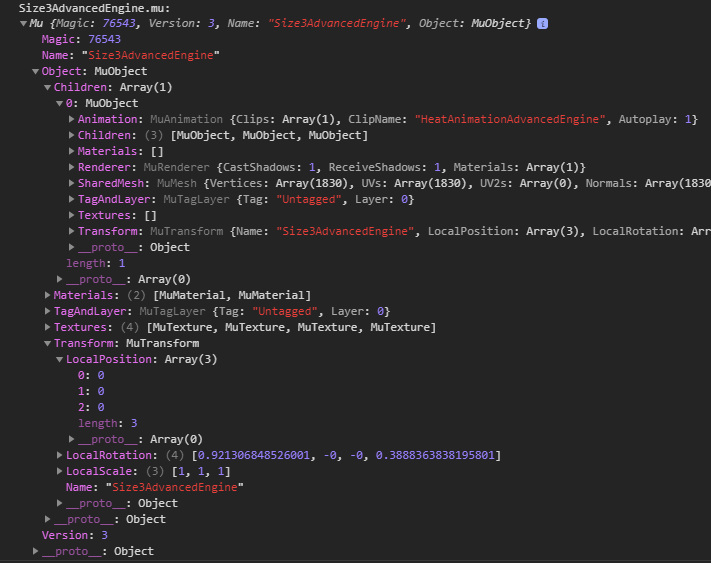 Size3AdvancedEngine.mu:
Mu {Magic: 76543, Version: 3, Name: "Size3AdvancedEngine", Object: MuObject} i
Magic: 76543
Name: "Size3AdvancedEngine"
Object: MuObject
Children: Array(1)
0: MuObject
Animation: MuAnimation {Clips: Array(1), ClipName: "HeatAnimationAdvancedEngine", Autoplay: 1}
Children: (3) [MuObject, MuObject, MuObject]
Materials: []
Renderer: MuRenderer {CastShadows: 1, ReceiveShadows: 1, Materials: Array(1)}
SharedMesh: MuMesh {Vertices: Array(1830), UVs: Array(1830), UV2s: Array(0), Normals: Array(1830
TagAndLayer: MuTagLayer {Tag: "Untagged", Layer: 0}
Textures: []
Transform: MuTransform {Name: "Size3AdvancedEngine", LocalPosition: Array(3), LocalRotation: Arr
__proto__: Object
length: 1
__proto__: Array(0)
Materials: (2) [MuMaterial, MuMaterial]
TagAndLayer: MuTagLayer {Tag: "Untagged", Layer: 0}
Textures: (4) [MuTexture, MuTexture, MuTexture, MuTexture]
Transform: MuTransform
LocalPosition: Array(3)
0: 0
1: 0
2: 0
length: 3
__proto__: Array(0)
LocalRotation: (4) [0.921306848526001, -0, -0, 0.3888363838195801]
LocalScale: (3) [1, 1, 1]
Name: "Size3AdvancedEngine"
__proto__: Object
__proto__: Object
Version: 3
__proto__: Object